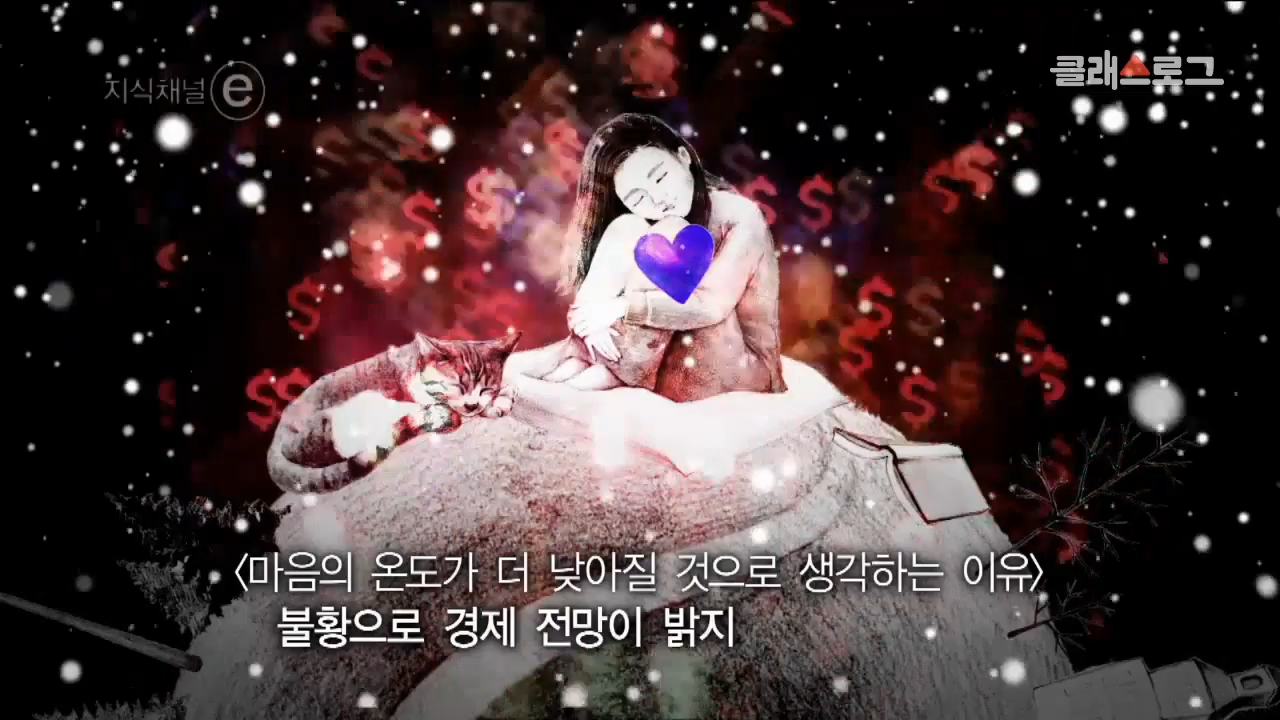 지식채널 e
클래스로그
〈마음의 온도가 더 낮아질 것으로 생각하는 이유〉
불황으로 경제 전망이 밝지